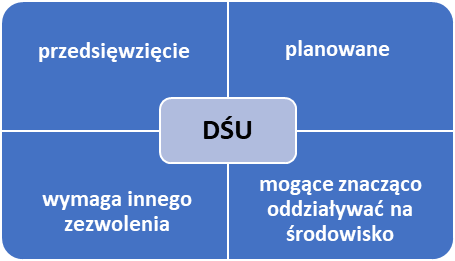 przedsięwzięcie
planowane
DŚU
wymaga innego
zezwolenia
mogące znacząco
oddziaływać na
środowisko